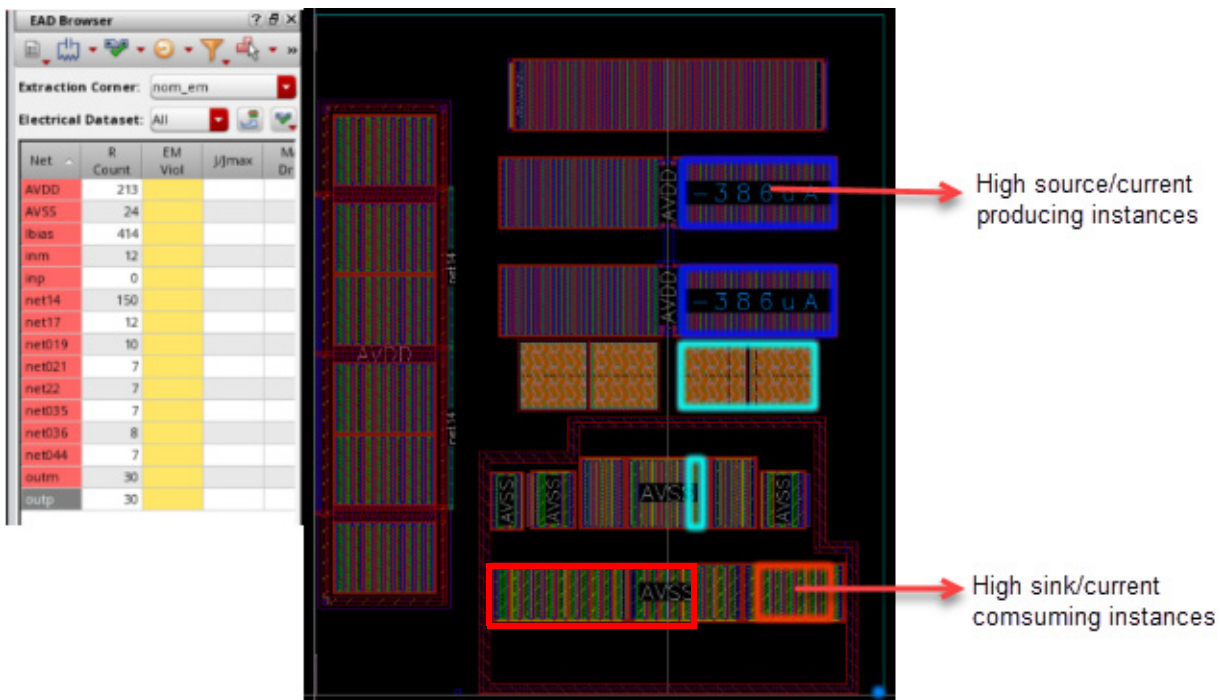 EAD Browser
Extraction Corner: nom_em
Electrical Dataset: All
Net R Count EM Viol J/Jmax
AVDD 213
AVSS 24
Ibias 414
inm 12
inp 0
net14 150
net17 12
net019 10
net021 7
net22 7
net035 7
net036 8
net044 7
outm 30
outp 30
AVDD
-386uA
AVDD
-386uA
net14
AVDD
net14
AVSS
AVSS
AVSS
AVSS
AVSS
High source/current
producing instances
High sink/current
comsuming instances